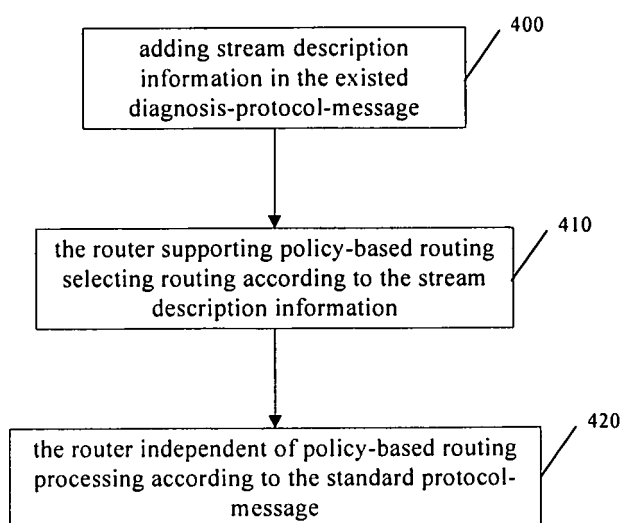 400
adding stream description
information in the existed
diagnosis-protocol-message
410
the router supporting policy-based routing
selecting routing according to the stream
description information
420
the router independent of policy-based routing
processing according to the standard protocol-
message